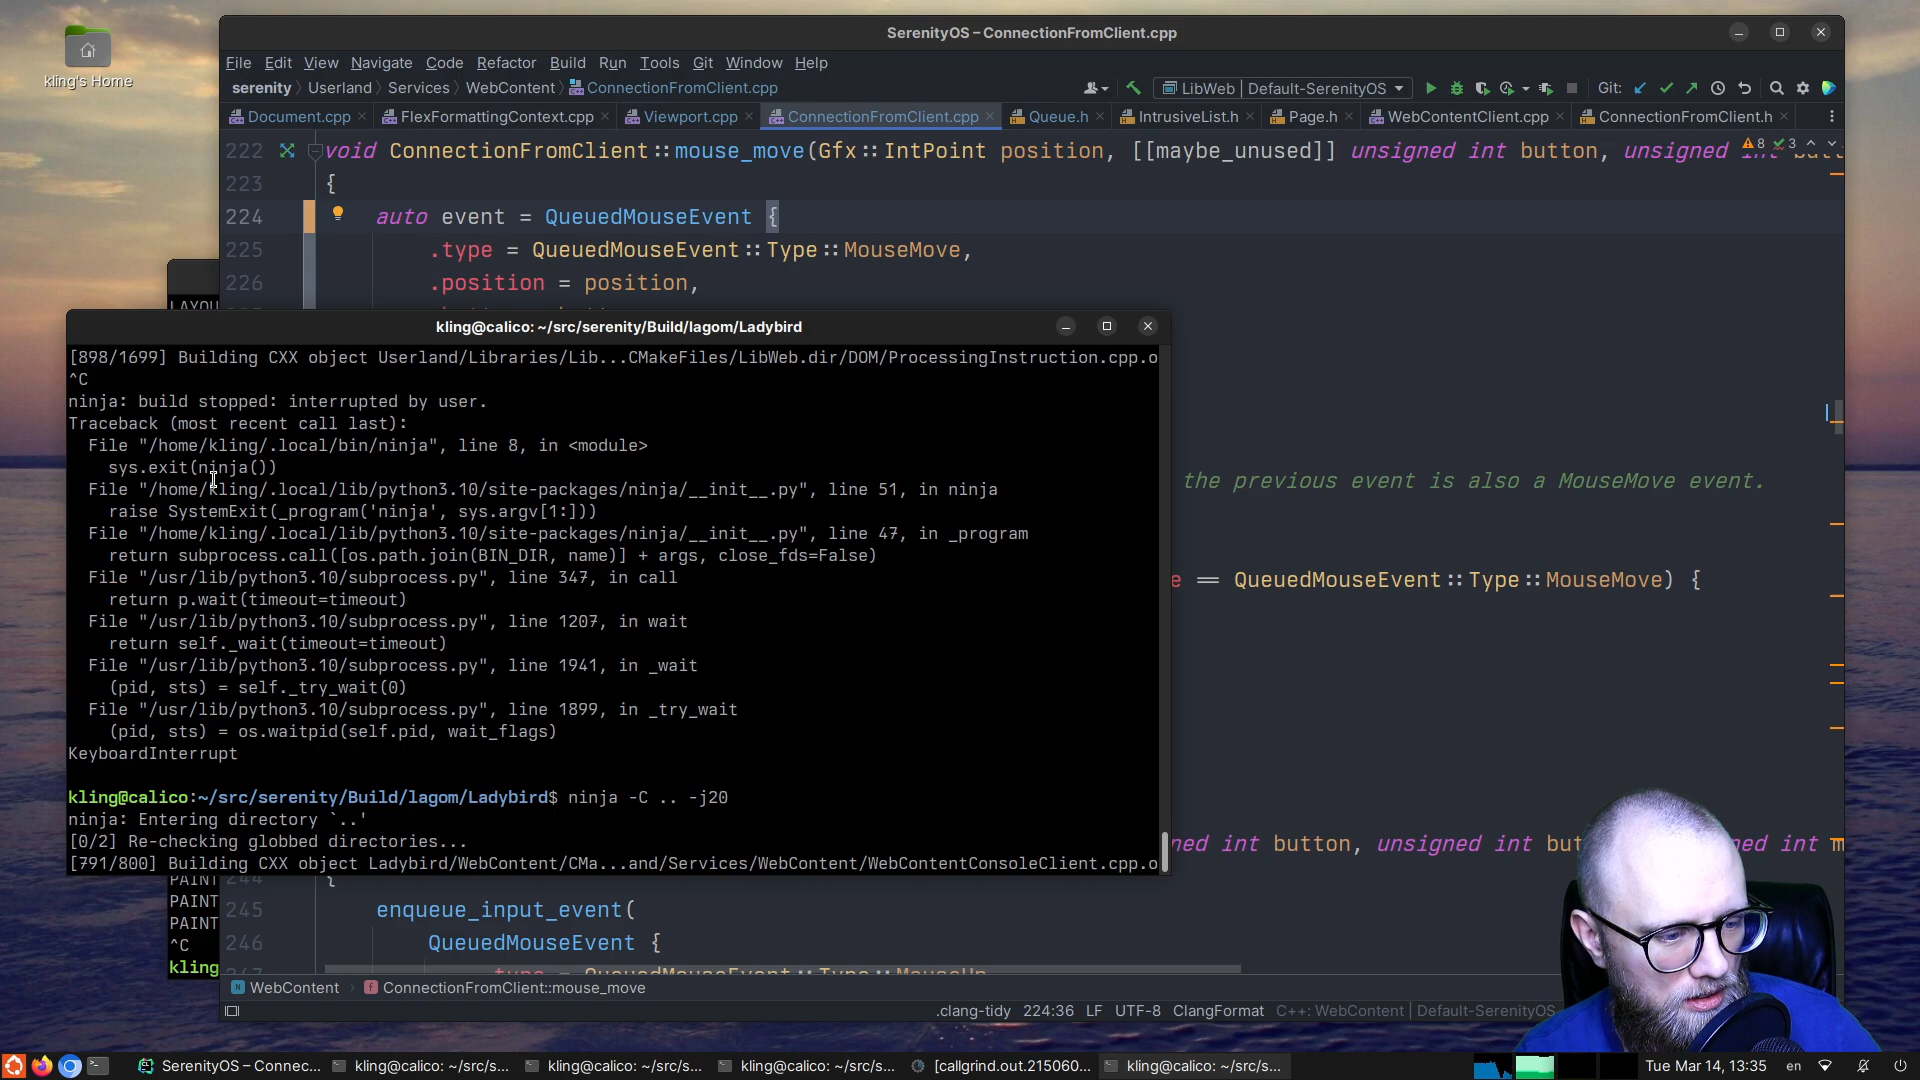 kling's Home
SerenityOS – ConnectionFromClient.cpp
File Edit View Navigate Code Refactor Build Run Tools Git Window Help
serenity Userland Services WebContent ConnectionFromClient.cpp
LibWeb | Default-SerenityOS
Git:
Document.cpp FlexFormattingContext.cpp Viewport.cpp ConnectionFromClient.cpp Queue.h IntrusiveList.h Page.h WebContentClient.cpp ConnectionFromClient.h
222 void ConnectionFromClient::mouse_move(Gfx::IntPoint position, [[maybe_unused]] unsigned int button, unsigned int
8 3
223 {
224 auto event = QueuedMouseEvent {
225 .type = QueuedMouseEvent::Type::MouseMove,
226 .position = position,
the previous event is also a MouseMove event.
e == QueuedMouseEvent::Type::MouseMove) {
ned int button, unsigned int but ned int m
244 {
245 enqueue_input_event(
246 QueuedMouseEvent {
type = QueuedMouseEvent::Type::MouseUp
LAYOU
kling@calico: ~/src/serenity/Build/lagom/Ladybird
[898/1699] Building CXX object Userland/Libraries/Lib...CMakeFiles/LibWeb.dir/DOM/ProcessingInstruction.cpp.o
^C
ninja: build stopped: interrupted by user.
Traceback (most recent call last):
File "/home/kling/.local/bin/ninja", line 8, in <module>
sys.exit(ninja())
File "/home/kling/.local/lib/python3.10/site-packages/ninja/__init__.py", line 51, in ninja
raise SystemExit(_program('ninja', sys.argv[1:]))
File "/home/kling/.local/lib/python3.10/site-packages/ninja/__init__.py", line 47, in _program
return subprocess.call([os.path.join(BIN_DIR, name)] + args, close_fds=False)
File "/usr/lib/python3.10/subprocess.py", line 347, in call
return p.wait(timeout=timeout)
File "/usr/lib/python3.10/subprocess.py", line 1207, in wait
return self._wait(timeout=timeout)
File "/usr/lib/python3.10/subprocess.py", line 1941, in _wait
(pid, sts) = self._try_wait(0)
File "/usr/lib/python3.10/subprocess.py", line 1899, in _try_wait
(pid, sts) = os.waitpid(self.pid, wait_flags)
KeyboardInterrupt
kling@calico:~/src/serenity/Build/lagom/Ladybird$ ninja -C .. -j20
ninja: Entering directory `..'
[0/2] Re-checking globbed directories...
[791/800] Building CXX object Ladybird/WebContent/CMa...and/Services/WebContent/WebContentConsoleClient.cpp.o
PAINT
PAINT
PAINT
^C
kling
WebContent ConnectionFromClient::mouse_move
.clang-tidy 224:36 LF UTF-8 ClangFormat C++: WebContent | Default-SerenityOS
SerenityOS – Connec... kling@calico: ~/src/s... kling@calico: ~/src/s... kling@calico: ~/src/s... [callgrind.out.215060... kling@calico: ~/src/s...
Tue Mar 14, 13:35 en